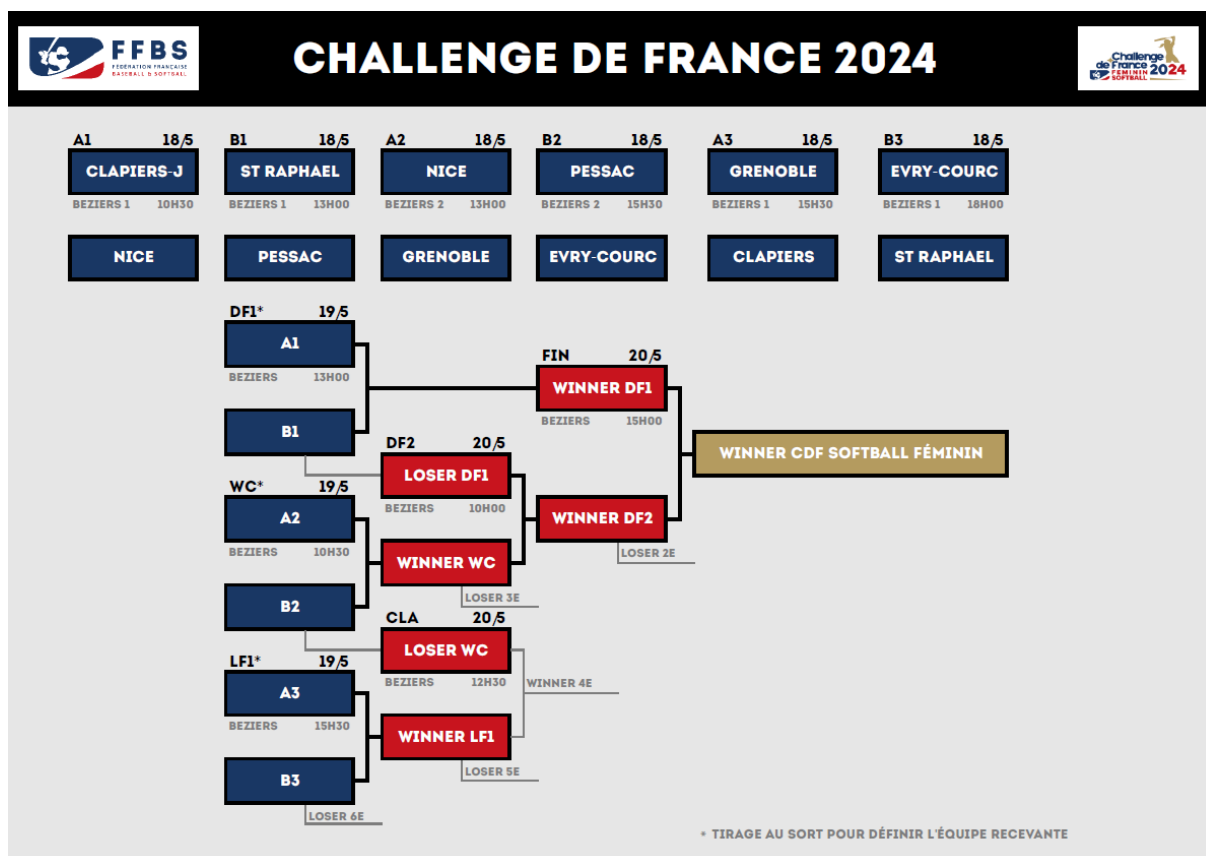 FFBS
FÉDÉRATION FRANÇAISE
BASEBALL & SOFTBALL
CHALLENGE DE FRANCE 2024
Challenge
de France 2024
FEMININ
SOFTBALL
A1 18/5 B1 18/5 A2 18/5 B2 18/5 A3 18/5 B3 18/5
CLAPIERS-J ST RAPHAEL NICE PESSAC GRENOBLE EVRY-COURC
BEZIERS 1 10H30 BEZIERS 1 13H00 BEZIERS 2 13H00 BEZIERS 2 15H30 BEZIERS 1 15H30 BEZIERS 1 18H00
NICE PESSAC GRENOBLE EVRY-COURC CLAPIERS ST RAPHAEL
DF1* 19/5
A1
BEZIERS 13H00
B1
FIN 20/5
WINNER DF1
BEZIERS 15H00
WINNER CDF SOFTBALL FÉMININ
DF2 20/5
LOSER DF1
BEZIERS 10H00
WC* 19/5
A2
BEZIERS 10H30
B2
WINNER DF2
LOSER 2E
WINNER WC
LOSER 3E
CLA 20/5
LOSER WC
BEZIERS 12H30
WINNER 4E
LF1* 19/5
A3
BEZIERS 15H30
B3
WINNER LF1
LOSER 5E
LOSER 6E
* TIRAGE AU SORT POUR DÉFINIR L'ÉQUIPE RECEVANTE